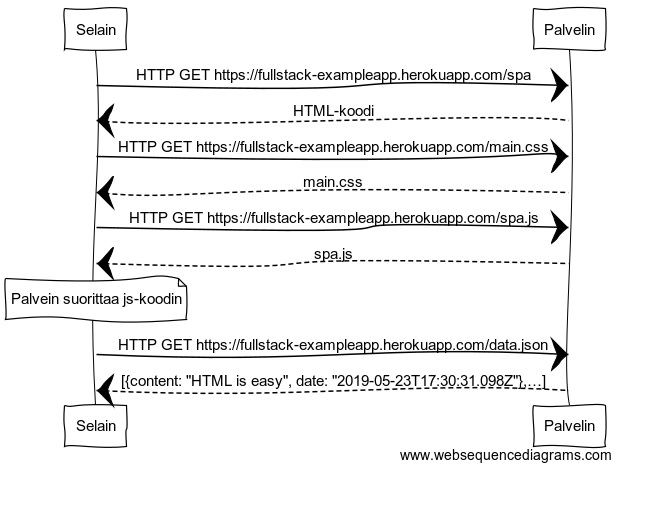 Selain
Palvelin
HTTP GET https://fullstack-exampleapp.herokuapp.com/spa
HTML-koodi
HTTP GET https://fullstack-exampleapp.herokuapp.com/main.css
main.css
HTTP GET https://fullstack-exampleapp.herokuapp.com/spa.js
spa.js
Palvein suorittaa js-koodin
HTTP GET https://fullstack-exampleapp.herokuapp.com/data.json
[{content: "HTML is easy", date: "2019-05-23T17:30:31.098Z"},...]
Selain
Palvelin
www.websequencediagrams.com